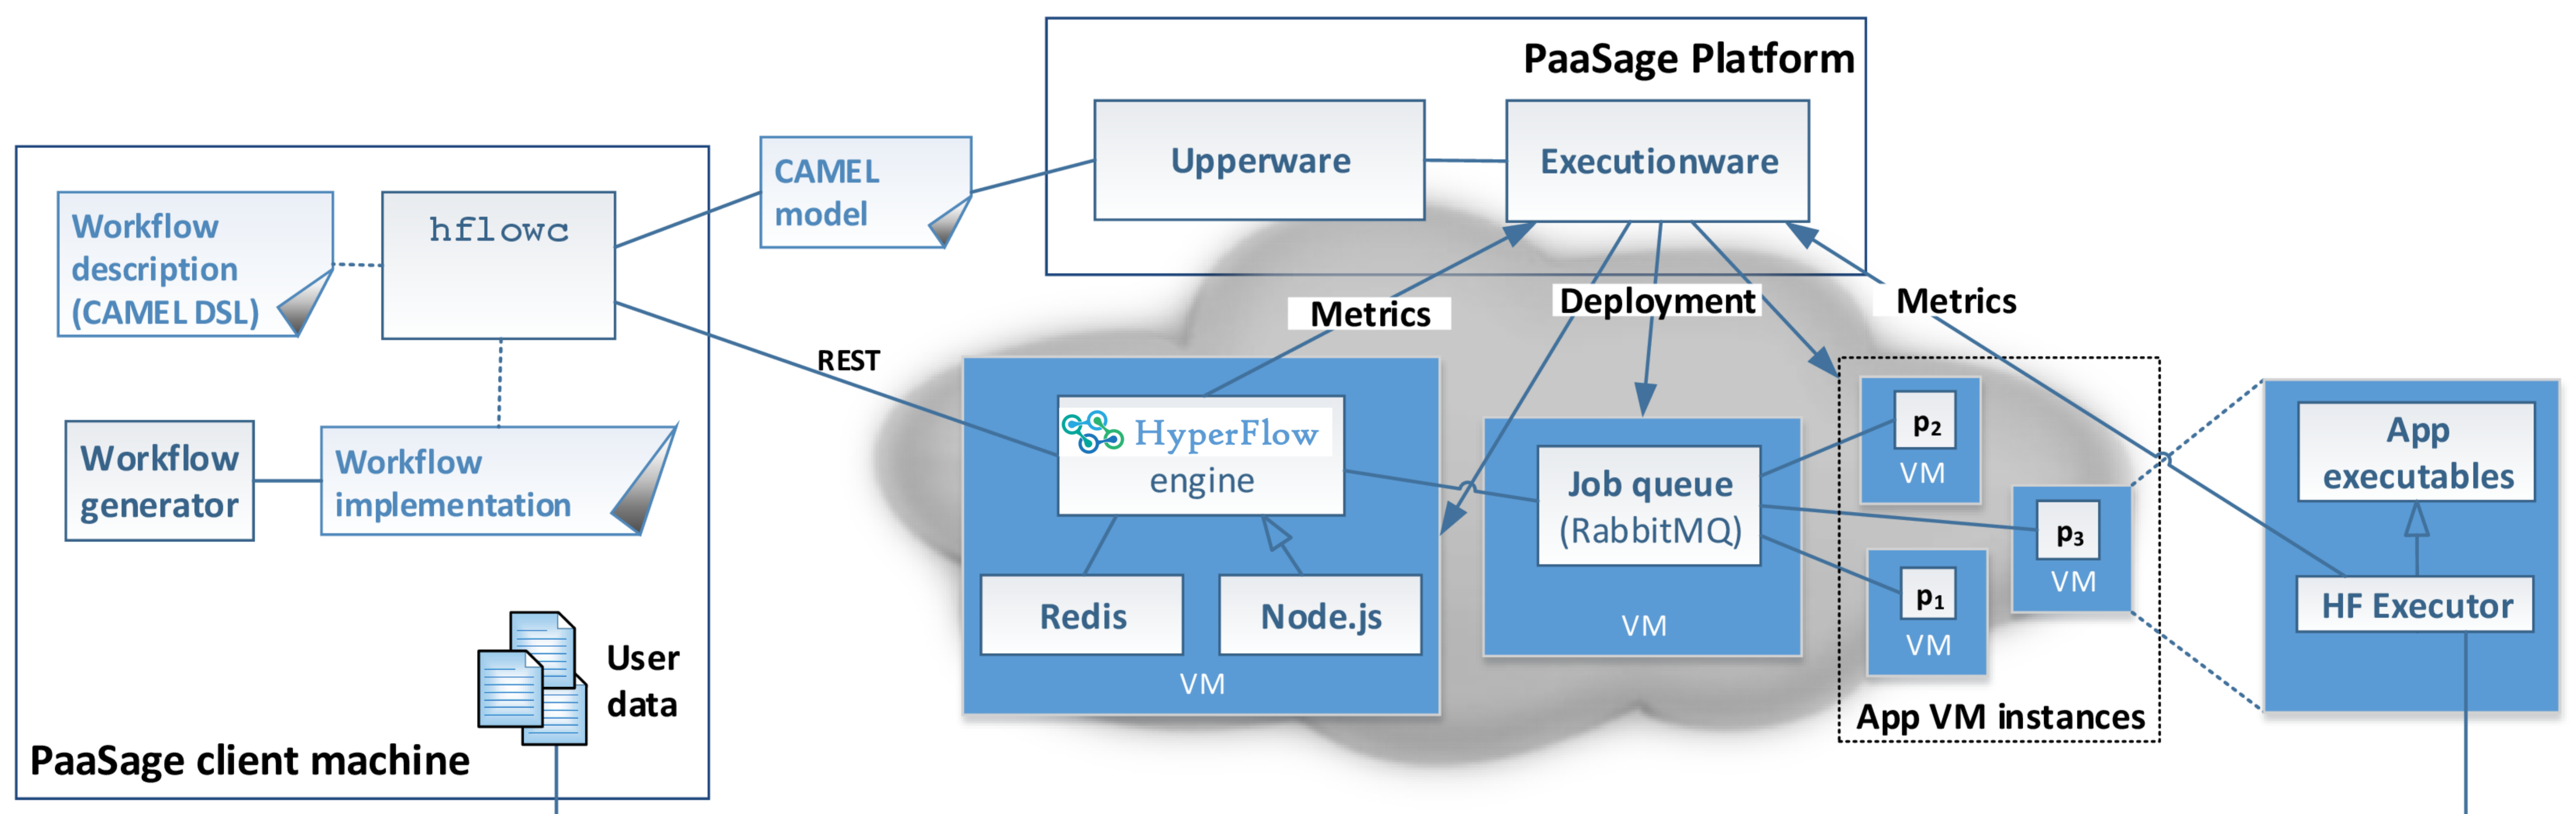 PaaSage Platform
Upperware
Executionware
CAMEL
model
Workflow
description
(CAMEL DSL)
hflowc
Metrics
Deployment
Metrics
REST
HyperFlow
engine
Redis
Node.js
VM
Job queue
(RabbitMQ)
VM
p2
VM
p3
VM
p1
VM
App VM instances
App
executables
HF Executor
Workflow
generator
Workflow
implementation
User
data
PaaSage client machine